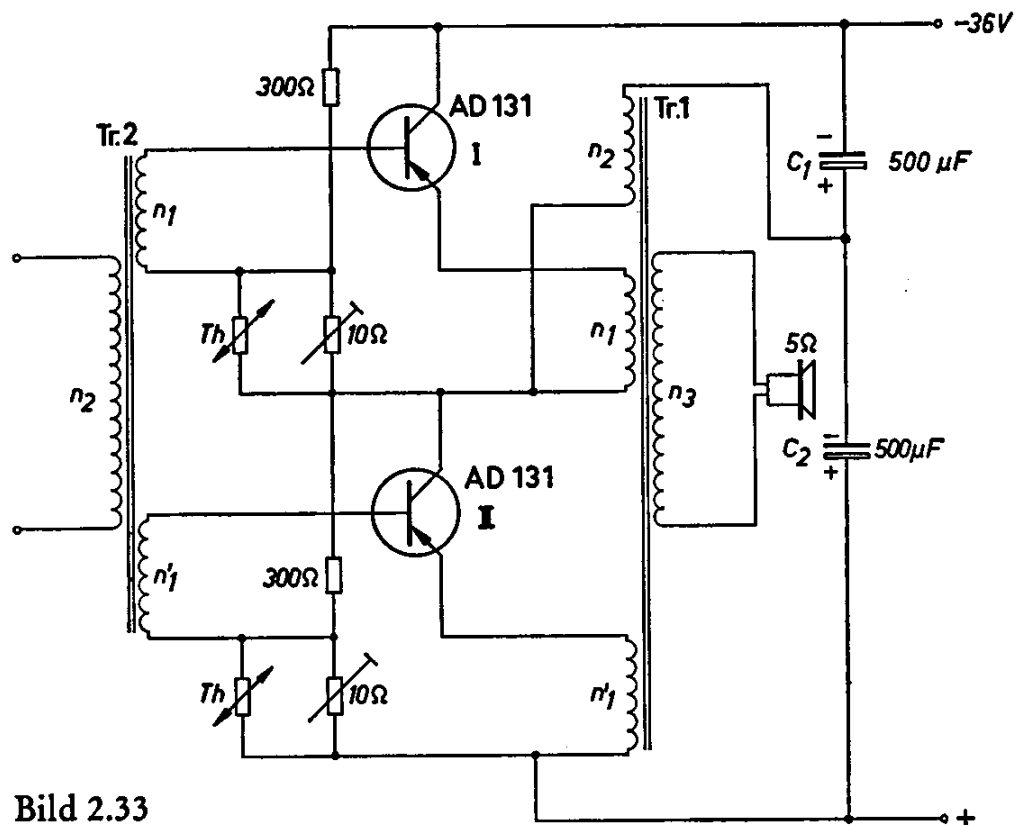 -36V
300Ω
AD 131
I
Tr.2
Tr.1
n1
n2
C1
-
+
500 µF
Th
10Ω
n1
5Ω
n2
n3
C2
-
+
500µF
AD 131
II
n'1
300Ω
Th
10Ω
n'1
+
Bild 2.33